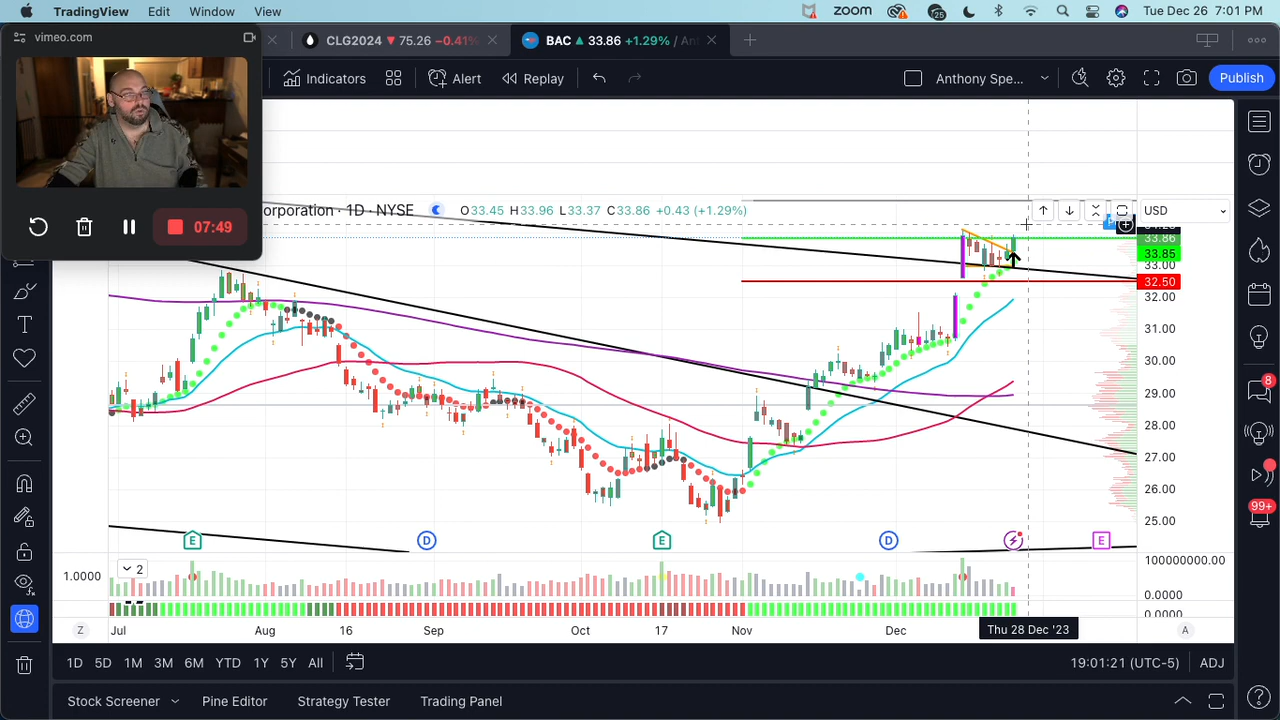 TradingView Edit Window View
zoom 25 Tue Dec 26 7:01 PM
vimeo.com
CLG2024 ▼ 75.26 −0.41%
BAC ▲ 33.86 +1.29% / Ant
Indicators Alert Replay Anthony Spe... Publish
07:49
orporation · 1D · NYSE O33.45 H33.96 L33.37 C33.86 +0.43 (+1.29%)
USD
33.86
33.85
33.00
32.50
32.00
31.00
30.00
29.00
28.00
27.00
26.00
25.00
E D E D E
2
1.0000
100000000.00
0.0000
0.0000
Z Jul Aug 16 Sep Oct 17 Nov Dec Thu 28 Dec '23 A
1D 5D 1M 3M 6M YTD 1Y 5Y All 19:01:21 (UTC-5) ADJ
Stock Screener Pine Editor Strategy Tester Trading Panel
8
99+